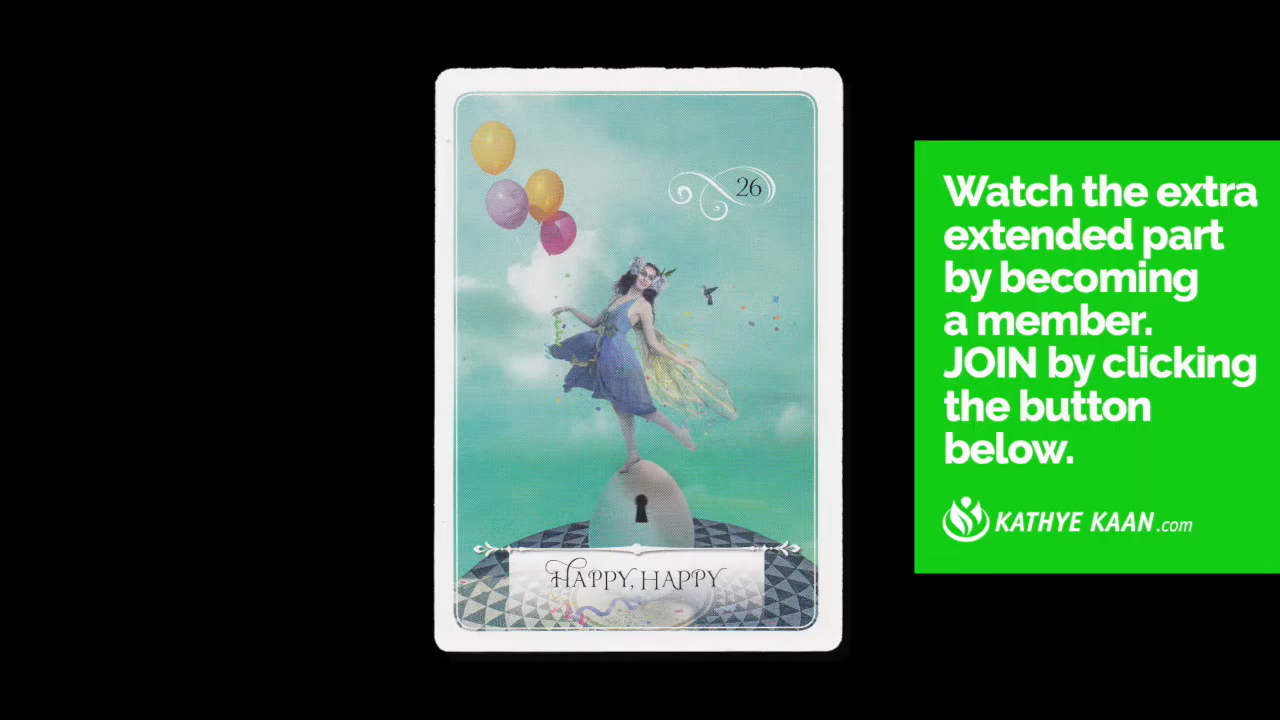 26
HAPPY, HAPPY
Watch the extra
extended part
by becoming
a member.
JOIN by clicking
the button
below.
KATHYE KAAN.com